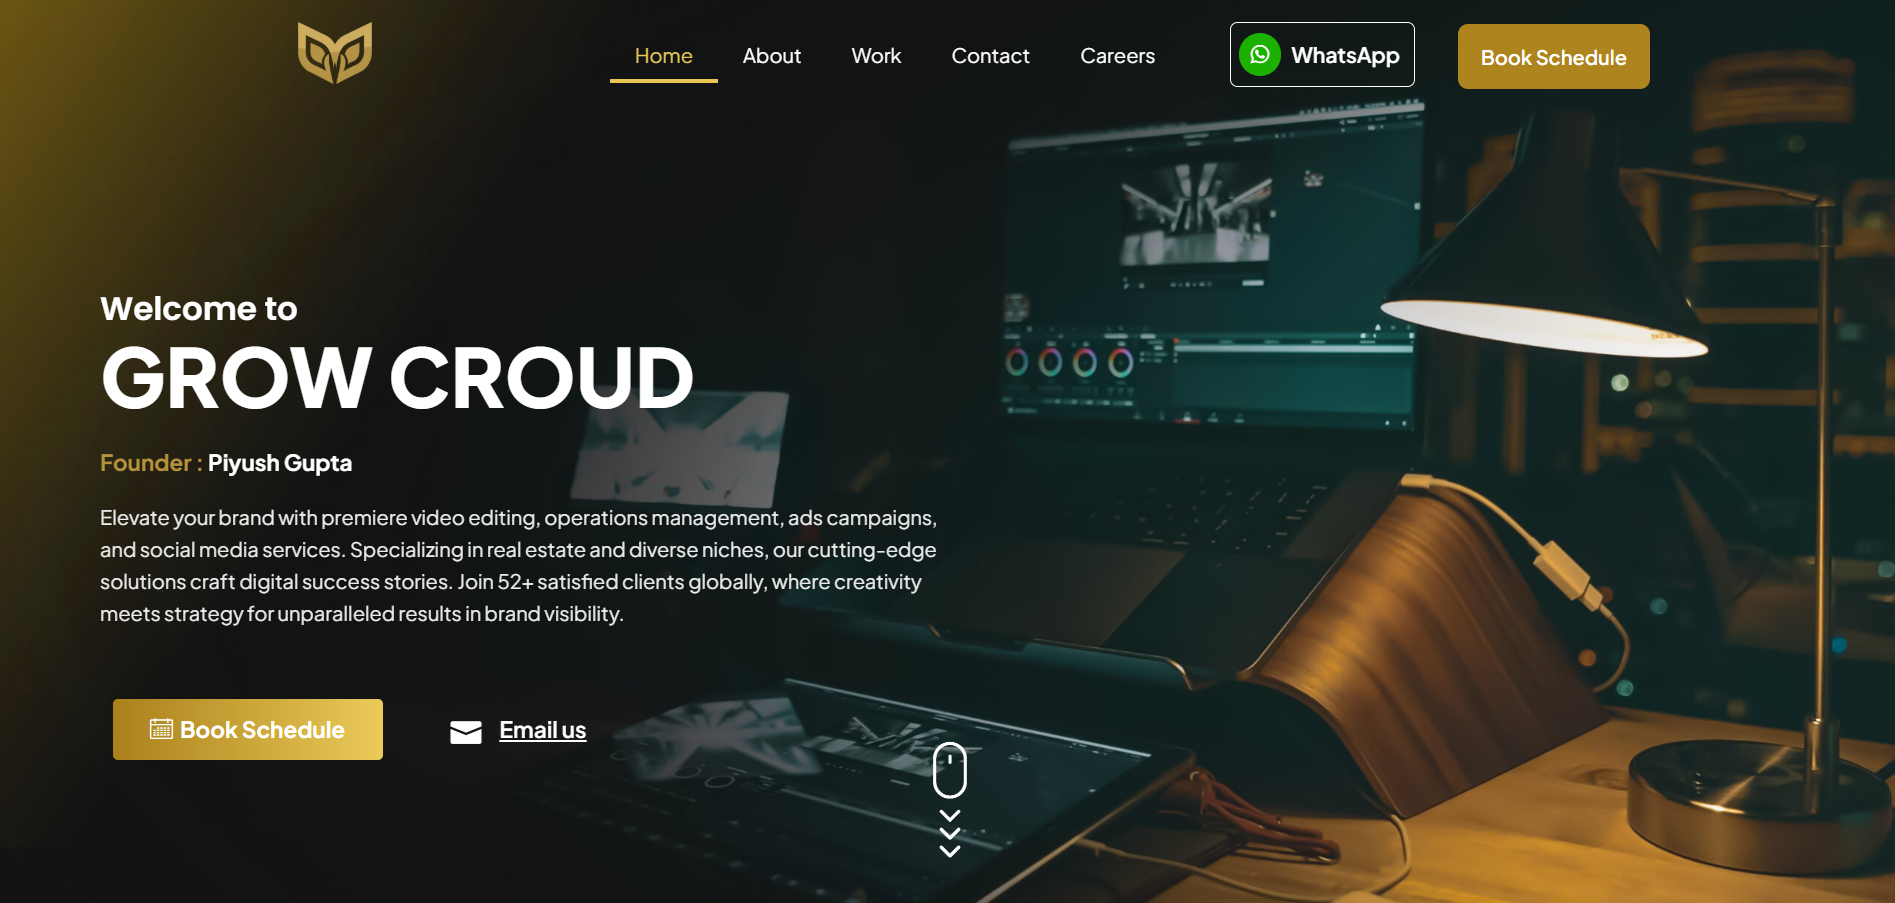 Home About Work Contact Careers WhatsApp Book Schedule
Welcome to
GROW CROUD
Founder : Piyush Gupta
Elevate your brand with premiere video editing, operations management, ads campaigns,
and social media services. Specializing in real estate and diverse niches, our cutting-edge
solutions craft digital success stories. Join 52+ satisfied clients globally, where creativity
meets strategy for unparalleled results in brand visibility.
Book Schedule Email us